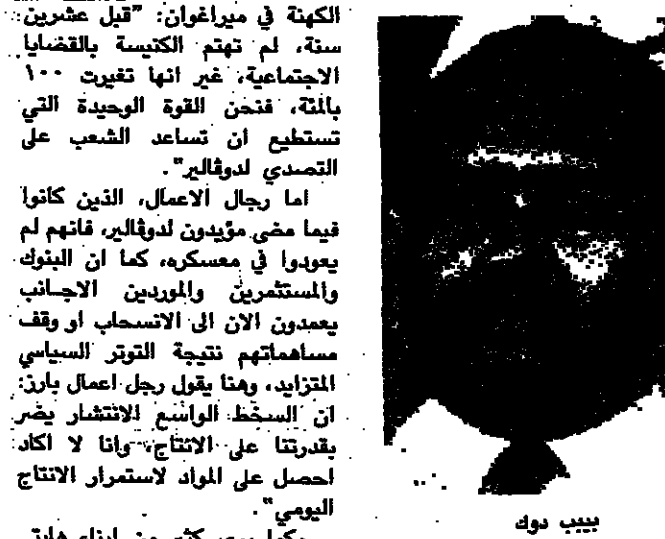 الكهنة في ميراغوان: "قبل عشرين
سنة، لم تهتم الكنيسة بالقضايا
الاجتماعية، غير انها تغيرت ١٠٠
بالمئة، فنحن القوة الوحيدة التي
تستطيع ان تساعد الشعب على
التصدي لدوڤالير".
اما رجال الاعمال، الذين كانوا
فيما مضى مؤيدون لدوڤالير، فانهم لم
يعودوا في معسكره، كما ان البنوك
والمستثمرين والموردين الاجانب
يعمدون الان الى الانسحاب او وقف
مساهماتهم نتيجة التوتر السياسي
المتزايد، وهنا يقول رجل اعمال بارز:
ان السخط الواسع الانتشار يضر
بقدرتنا على الانتاج، وانا لا اكاد
احصل على المواد لاستمرار الانتاج
اليومي".
بيبب دوك